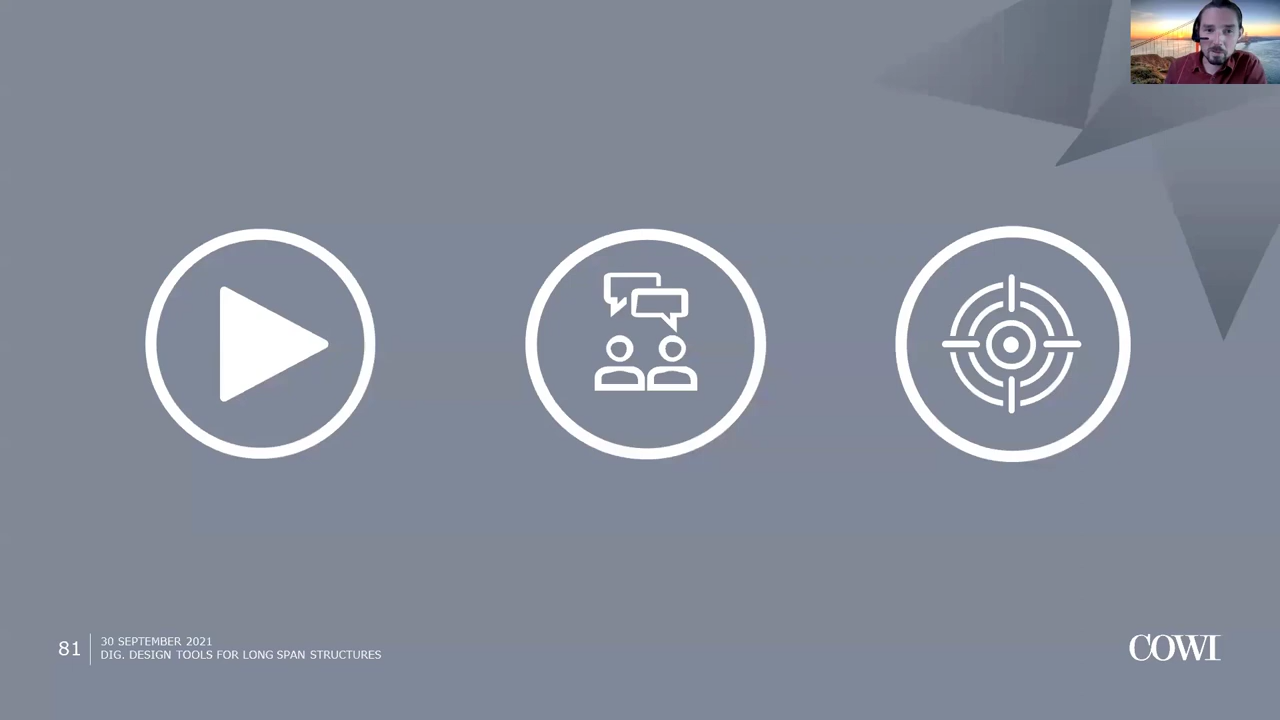 81
30 SEPTEMBER 2021
DIG. DESIGN TOOLS FOR LONG SPAN STRUCTURES
COWI